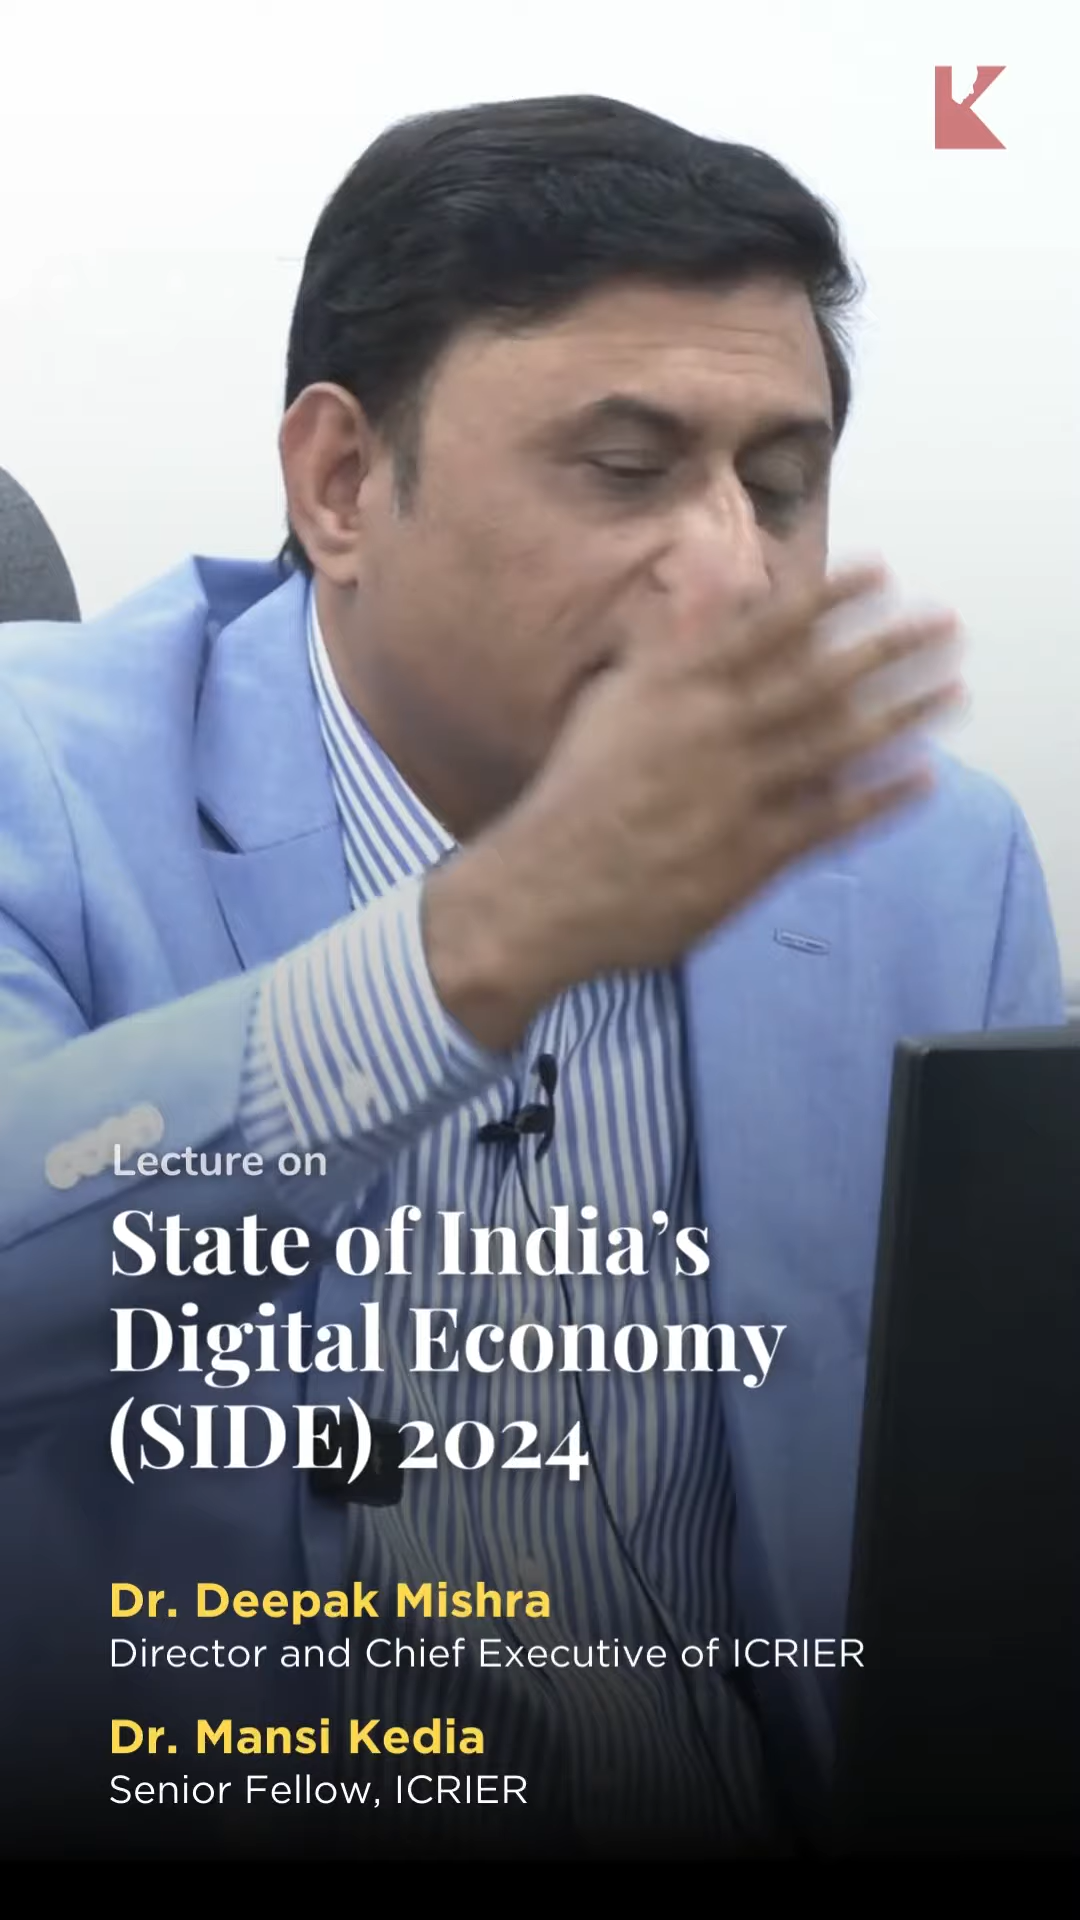 Lecture on
State of India’s
Digital Economy
(SIDE) 2024
Dr. Deepak Mishra
Director and Chief Executive of ICRIER
Dr. Mansi Kedia
Senior Fellow, ICRIER